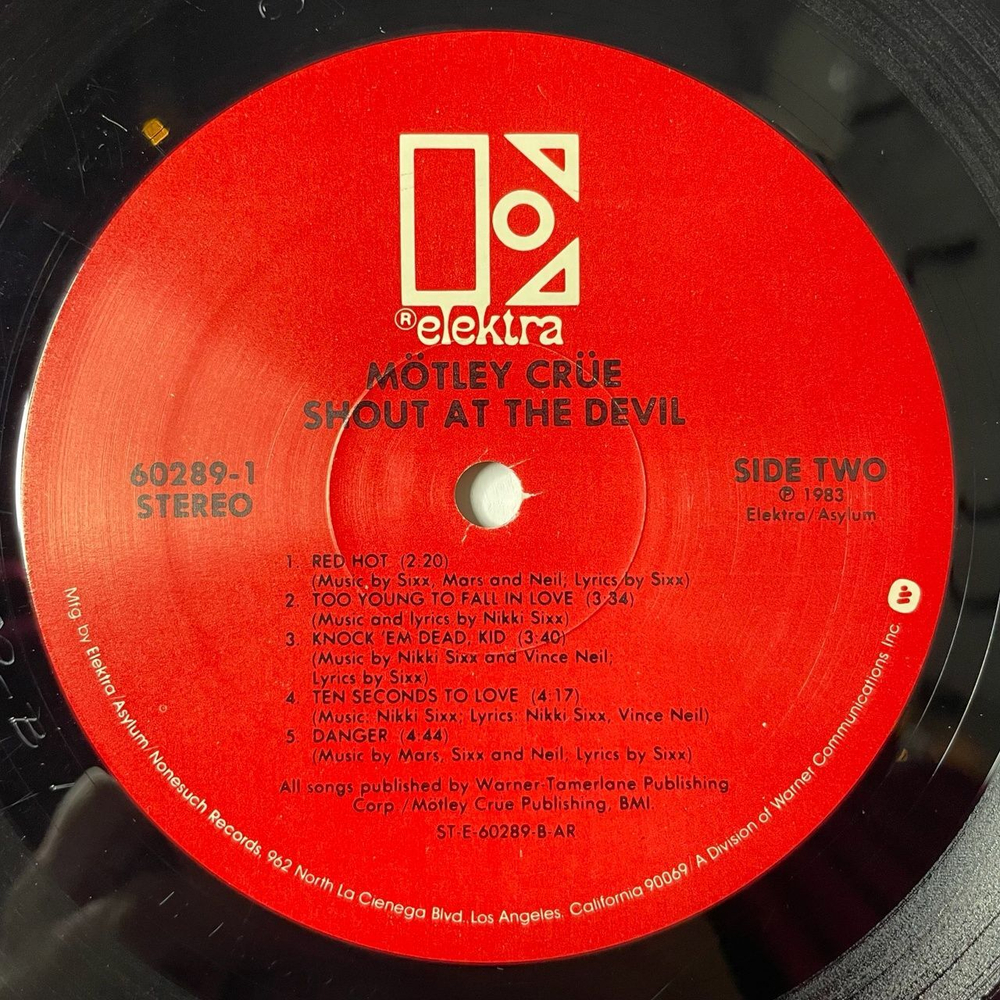 ®elektra
MÖTLEY CRÜE
SHOUT AT THE DEVIL
60289-1
STEREO
SIDE TWO
℗ 1983
Elektra/Asylum
1. RED HOT (2:20)
(Music by Sixx, Mars and Neil; Lyrics by Sixx)
2. TOO YOUNG TO FALL IN LOVE (3:34)
(Music and lyrics by Nikki Sixx)
3. KNOCK 'EM DEAD, KID (3:40)
(Music by Nikki Sixx and Vince Neil;
Lyrics by Sixx)
4. TEN SECONDS TO LOVE (4:17)
(Music: Nikki Sixx; Lyrics: Nikki Sixx, Vince Neil)
5. DANGER (4:44)
(Music by Mars, Sixx and Neil; Lyrics by Sixx)
All songs published by Warner-Tamerlane Publishing
Corp./Mötley Crue Publishing, BMI.
ST-E-60289-B-AR
Mfg. by Elektra/Asylum Nonesuch Records, 962 North La Cienega Blvd., Los Angeles, California 90069/A Division of Warner Communications Inc.